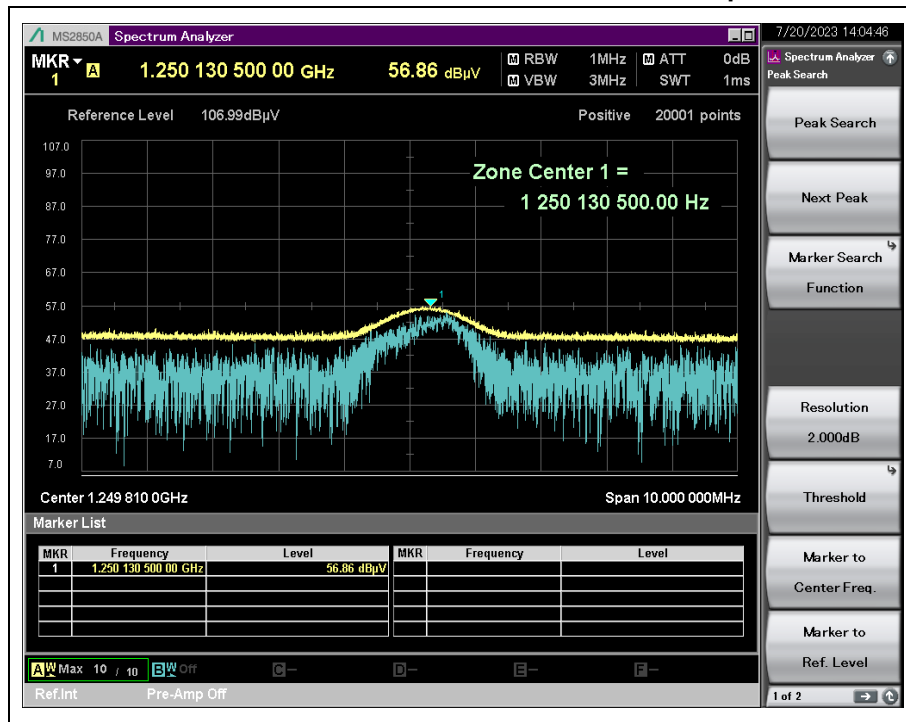 MS2850A Spectrum Analyzer
7/20/2023 14:04:46
MKR 1 A 1.250 130 500 00 GHz 56.86 dBµV
M RBW 1MHz M ATT 0dB
M VBW 3MHz SWT 1ms
Spectrum Analyzer
Peak Search
Reference Level 106.99dBµV Positive 20001 points
107.0
97.0
87.0
77.0
67.0
57.0
47.0
37.0
27.0
17.0
7.0
Zone Center 1 =
1 250 130 500.00 Hz
1
Center 1.249 810 0GHz Span 10.000 000MHz
Marker List
MKR Frequency Level MKR Frequency Level
1 1.250 130 500 00 GHz 56.86 dBµV
A W Max 10 / 10 B W Off C - D - E - F -
Ref.Int Pre-Amp Off
Peak Search
Next Peak
Marker Search
Function
Resolution
2.000dB
Threshold
Marker to
Center Freq.
Marker to
Ref. Level
1 of 2